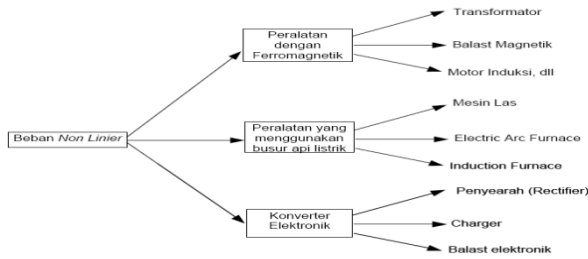 Beban Non Linier
Peralatan
dengan
Ferromagnetik
Transformator
Balast Magnetik
Motor Induksi, dll
Peralatan yang
menggunakan
busur api listrik
Mesin Las
Electric Arc Furnace
Induction Furnace
Konverter
Elektronik
Penyearah (Rectifier)
Charger
Balast elektronik